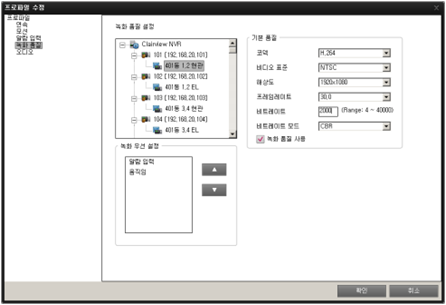 프로파일 수정
프로파일
연속
모션
알람 입력
녹화 품질
오디오
녹화 품질 설정
Clairview NVR
101 [192.168.20.101]
401동 1.2 현관
102 [192.168.20.102]
401동 1.2 EL
103 [192.168.20.103]
401동 3.4 현관
104 [192.168.20.104]
401동 3.4 EL
녹화 우선 설정
알람 입력
움직임
기본 품질
코덱 H.264
비디오 표준 NTSC
해상도 1920x1080
프레임레이트 30.0
비트레이트 2000 (Range: 4 ~ 40000)
비트레이트 모드 CBR
녹화 품질 사용
확인 취소